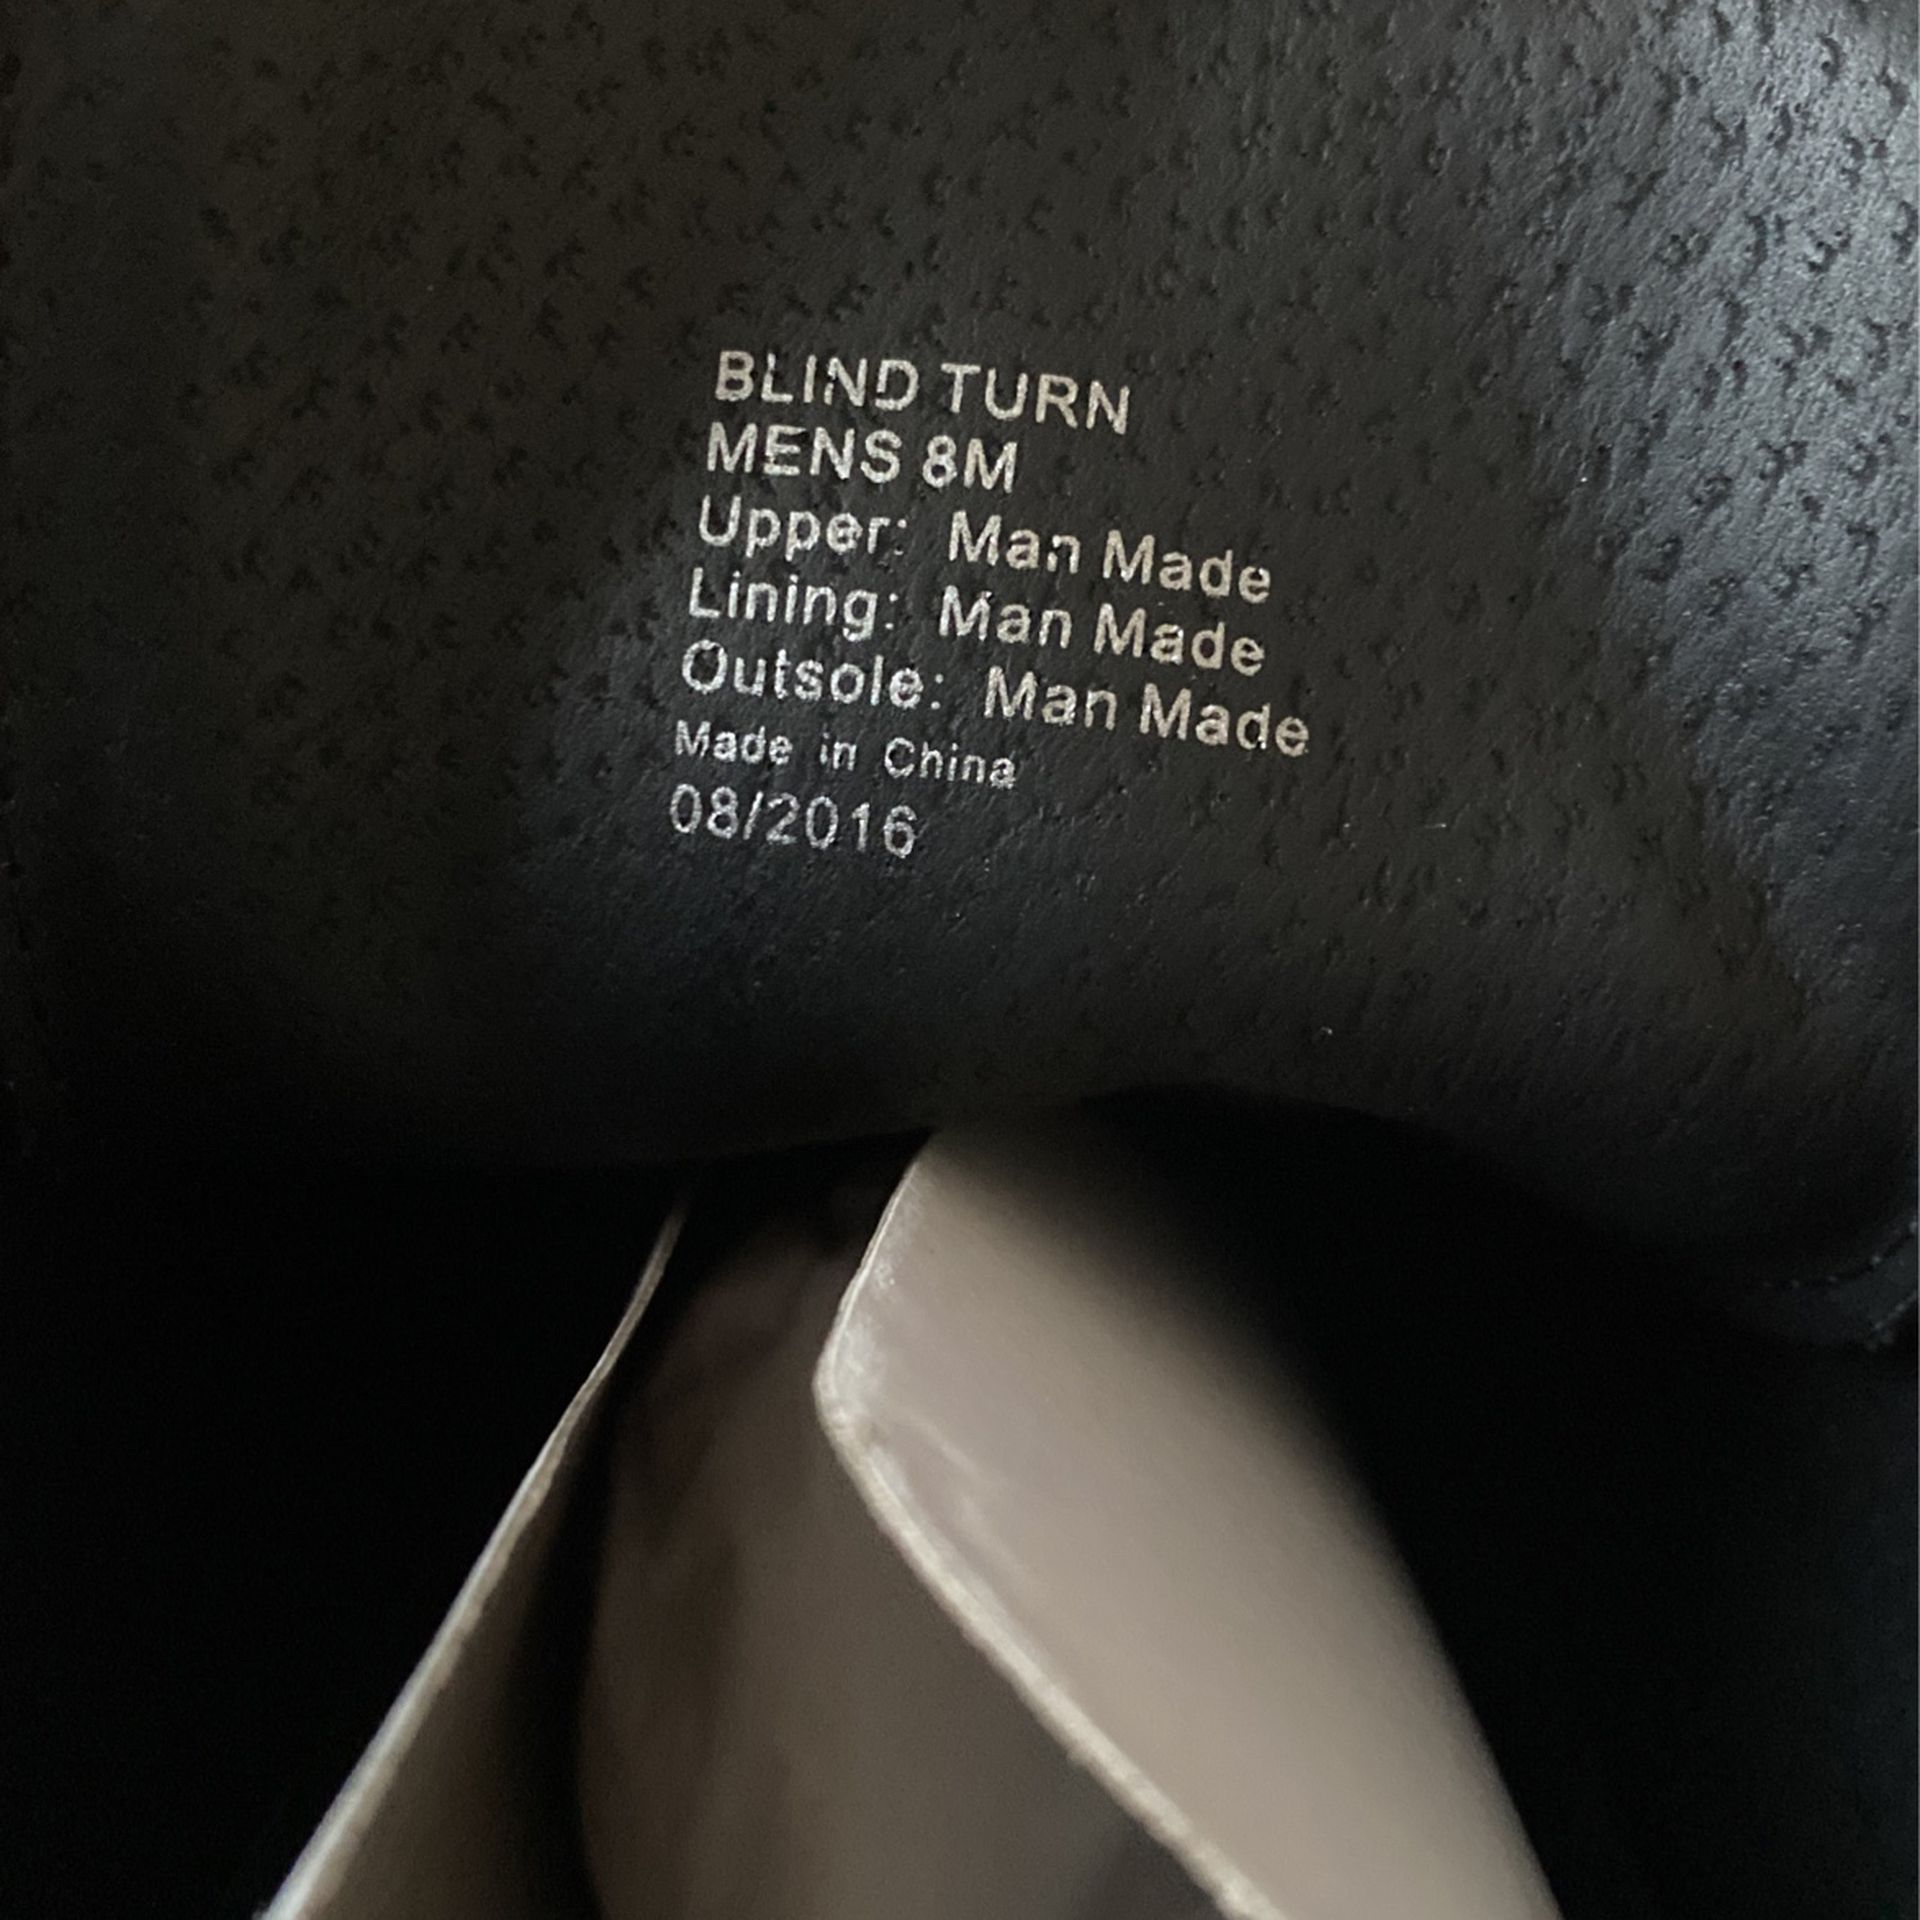 BLIND TURN
MENS 8M
Upper: Man Made
Lining: Man Made
Outsole: Man Made
Made in China
08/2016